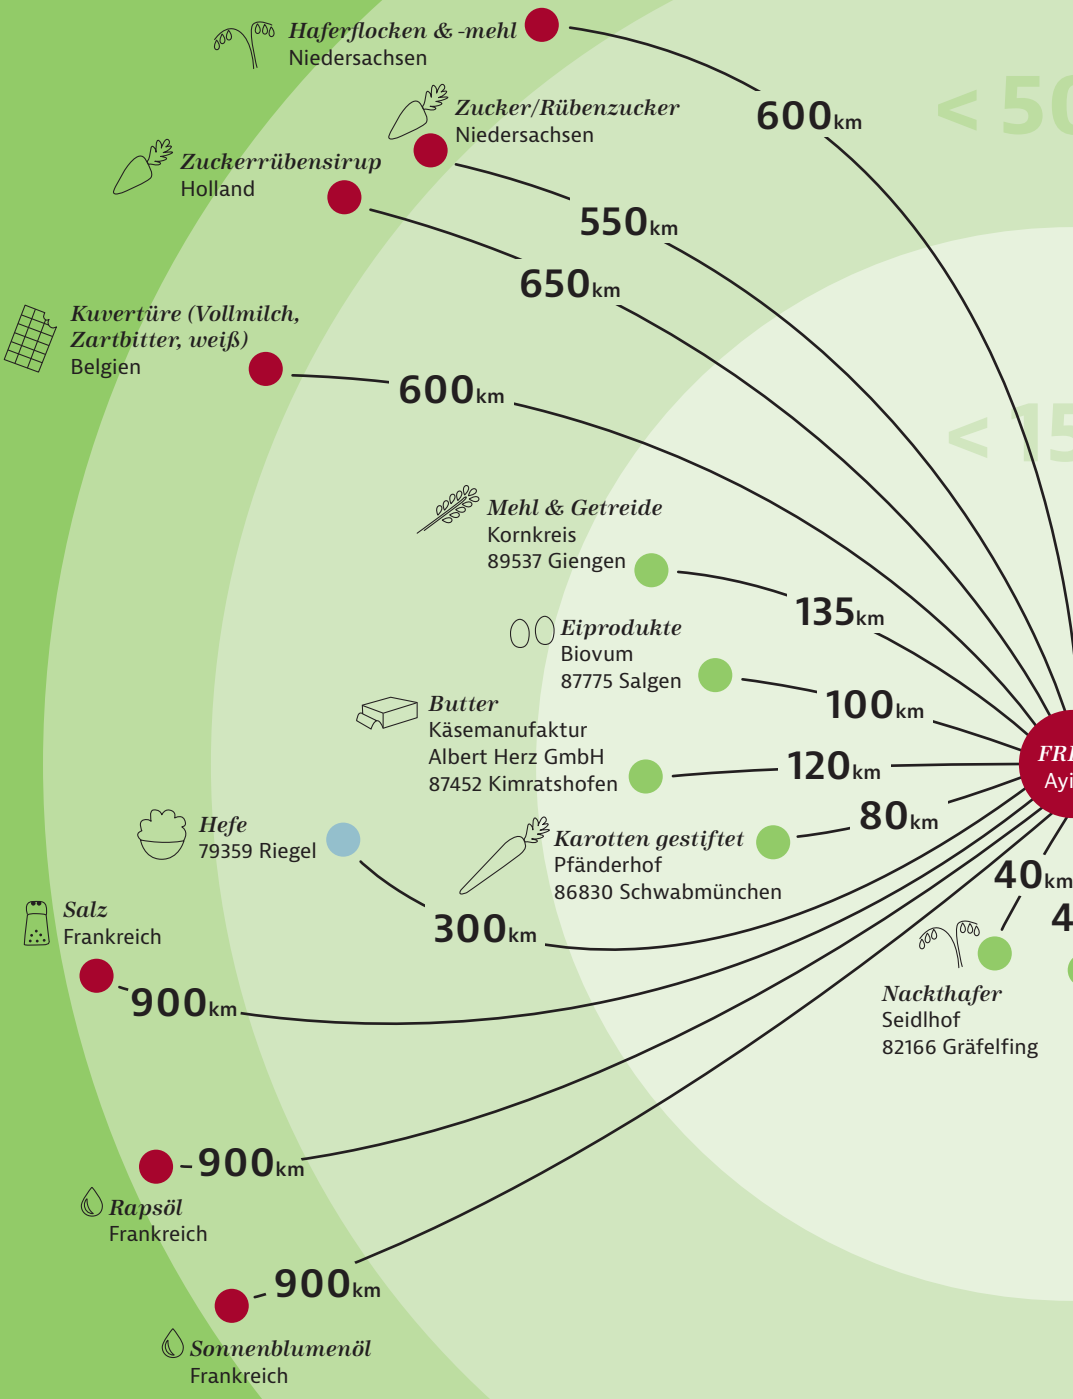 Haferflocken & -mehl
Niedersachsen
600km
< 50
Zucker/Rübenzucker
Niedersachsen
550km
Zuckerrübensirup
Holland
650km
Kuvertüre (Vollmilch,
Zartbitter, weiß)
Belgien
600km
< 15
Mehl & Getreide
Kornkreis
89537 Giengen
135km
Eiprodukte
Biovum
87775 Salgen
100km
Butter
Käsemanufaktur
Albert Herz GmbH
87452 Kimratshofen
120km
Karotten gestiftet
Pfänderhof
86830 Schwabmünchen
80km
Hefe
79359 Riegel
300km
Salz
Frankreich
900km
40km
4
Nackthafer
Seidlhof
82166 Gräfelfing
900km
Rapsöl
Frankreich
900km
Sonnenblumenöl
Frankreich